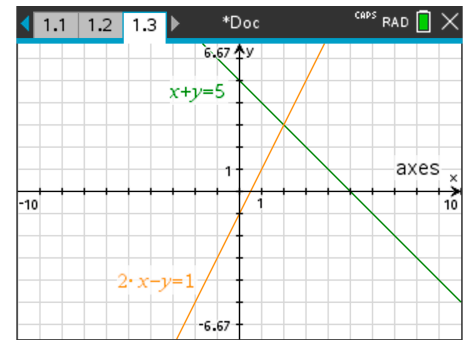 1.1 1.2 1.3 *Doc CAPS RAD
6.67 y
x+y=5
1
axes
x
-10 1 10
2·x−y=1
-6.67